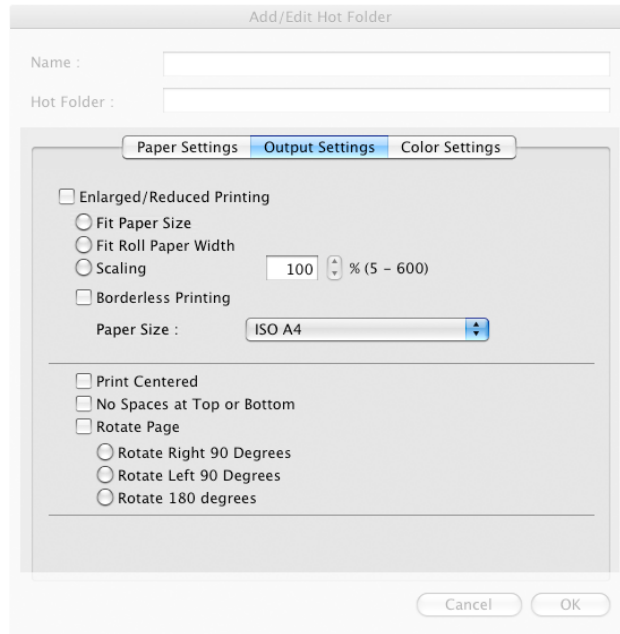 Add/Edit Hot Folder
Name :
Hot Folder :
Paper Settings Output Settings Color Settings
Enlarged/Reduced Printing
Fit Paper Size
Fit Roll Paper Width
Scaling 100 % (5 – 600)
Borderless Printing
Paper Size : ISO A4
Print Centered
No Spaces at Top or Bottom
Rotate Page
Rotate Right 90 Degrees
Rotate Left 90 Degrees
Rotate 180 degrees
Cancel OK